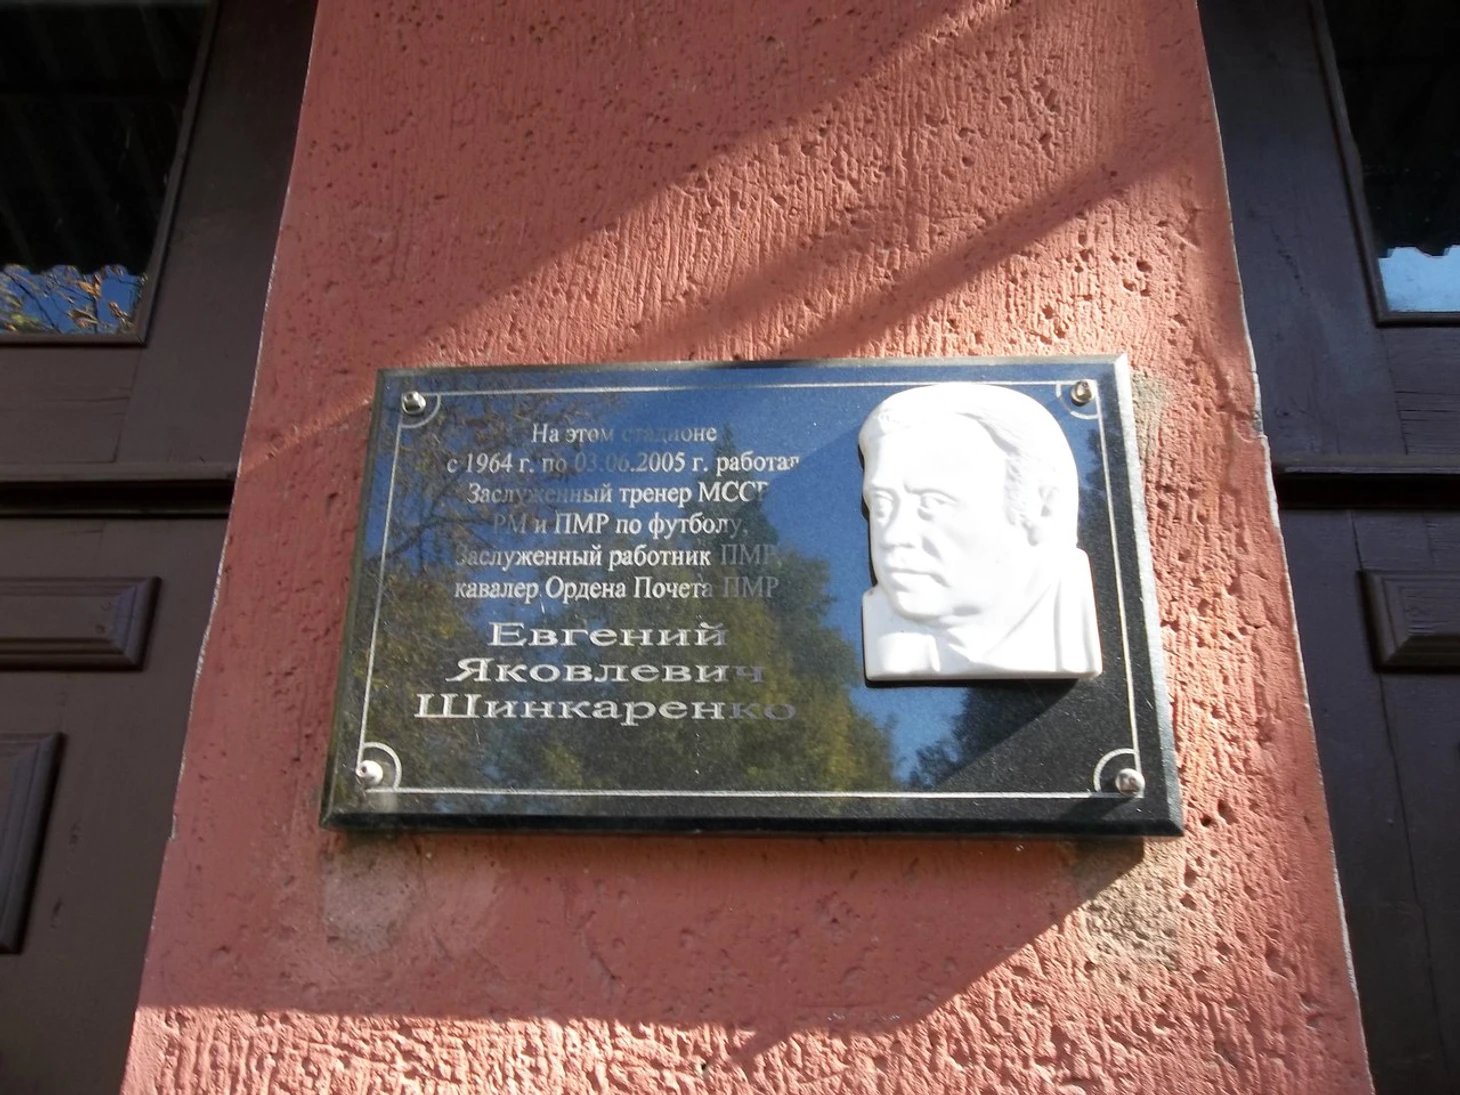 На этом стадионе
с 1964 г. по 03.06.2005 г. работал
Заслуженный тренер МССР,
РМ и ПМР по футболу,
Заслуженный работник ПМР,
кавалер Ордена Почета ПМР
Евгений
Яковлевич
Шинкаренко